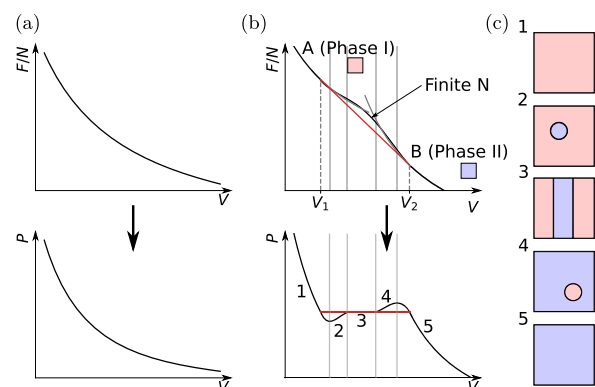 (a)
F/N
V
P
V
(b)
F/N
A (Phase I)
Finite N
B (Phase II)
V1
V2
V
P
1
2
3
4
5
V
(c)
1
2
3
4
5